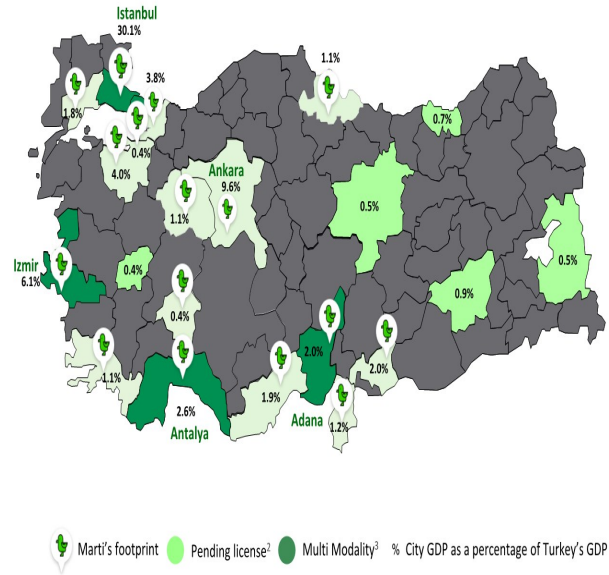 Istanbul
30.1%
1.1%
3.8%
1.8%
0.7%
0.4%
4.0%
Ankara
9.6%
1.1%
0.5%
Izmir
6.1%
0.4%
0.5%
0.9%
0.4%
2.0%
2.0%
1.1%
1.9%
2.6%
Antalya
Adana
1.2%
Marti's footprint
Pending license2
Multi Modality3
% City GDP as a percentage of Turkey's GDP